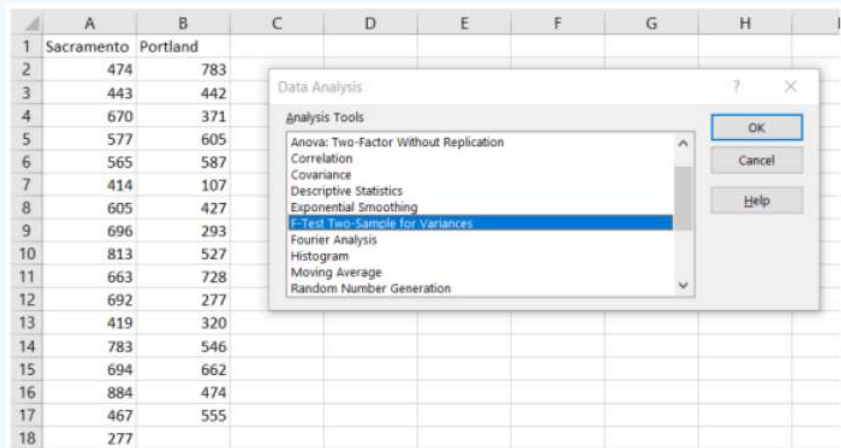 A B C D E F G H I
1 Sacramento Portland
2 474 783
3 443 442
4 670 371
5 577 605
6 565 587
7 414 107
8 605 427
9 696 293
10 813 527
11 663 728
12 692 277
13 419 320
14 783 546
15 694 662
16 884 474
17 467 555
18 277
Data Analysis ? ×
Analysis Tools
Anova: Two-Factor Without Replication
Correlation
Covariance
Descriptive Statistics
Exponential Smoothing
F-Test Two-Sample for Variances
Fourier Analysis
Histogram
Moving Average
Random Number Generation
OK
Cancel
Help